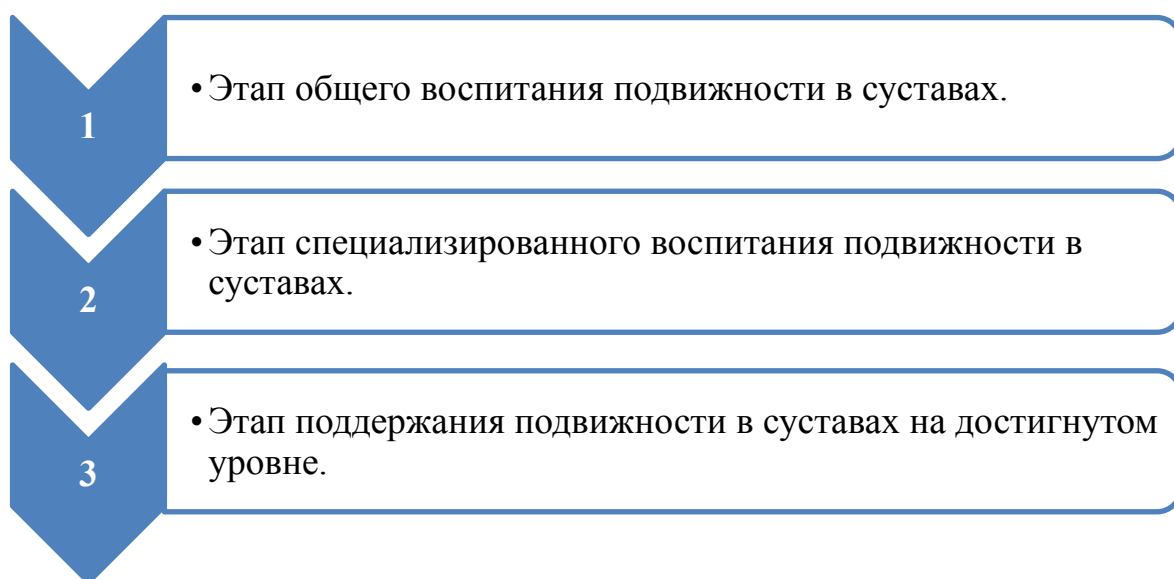 1
• Этап общего воспитания подвижности в суставах.
2
• Этап специализированного воспитания подвижности в
суставах.
3
• Этап поддержания подвижности в суставах на достигнутом
уровне.